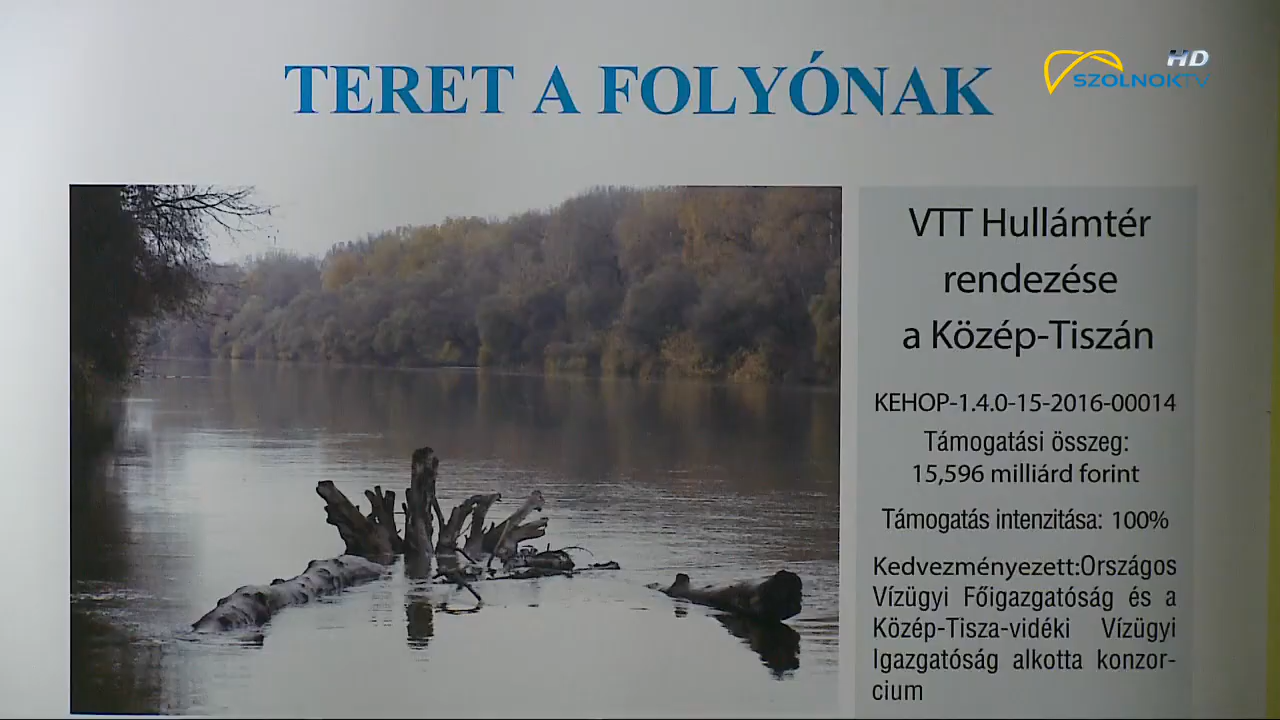 HD
SZOLNOKTV
TERET A FOLYÓNAK
VTT Hullámtér
rendezése
a Közép-Tiszán
KEHOP-1.4.0-15-2016-00014
Támogatási összeg:
15,596 milliárd forint
Támogatás intenzitása: 100%
Kedvezményezett:Országos
Vízügyi Főigazgatóság és a
Közép-Tisza-vidéki Vízügyi
Igazgatóság alkotta konzor-
cium